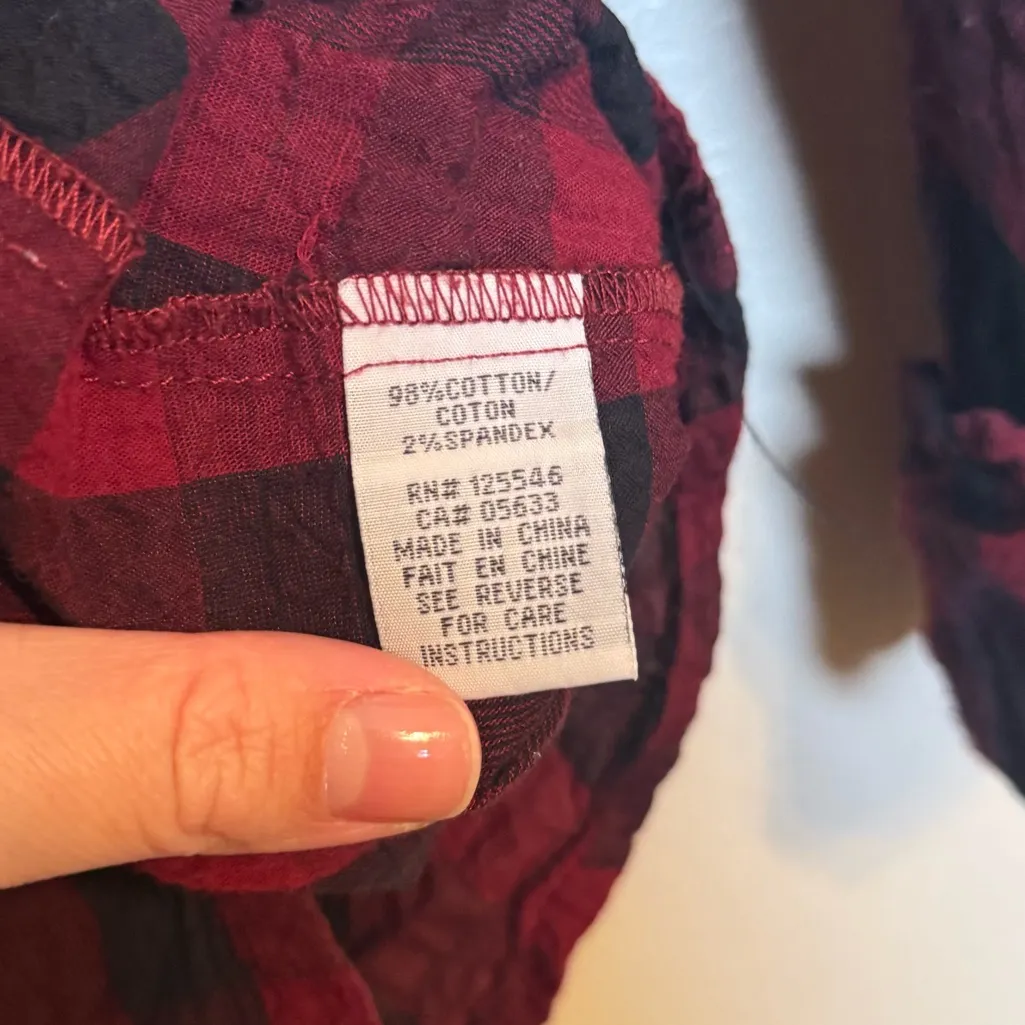 98%COTTON/
COTON
2%SPANDEX
RN# 125546
CA# 05633
MADE IN CHINA
FAIT EN CHINE
SEE REVERSE
FOR CARE
INSTRUCTIONS